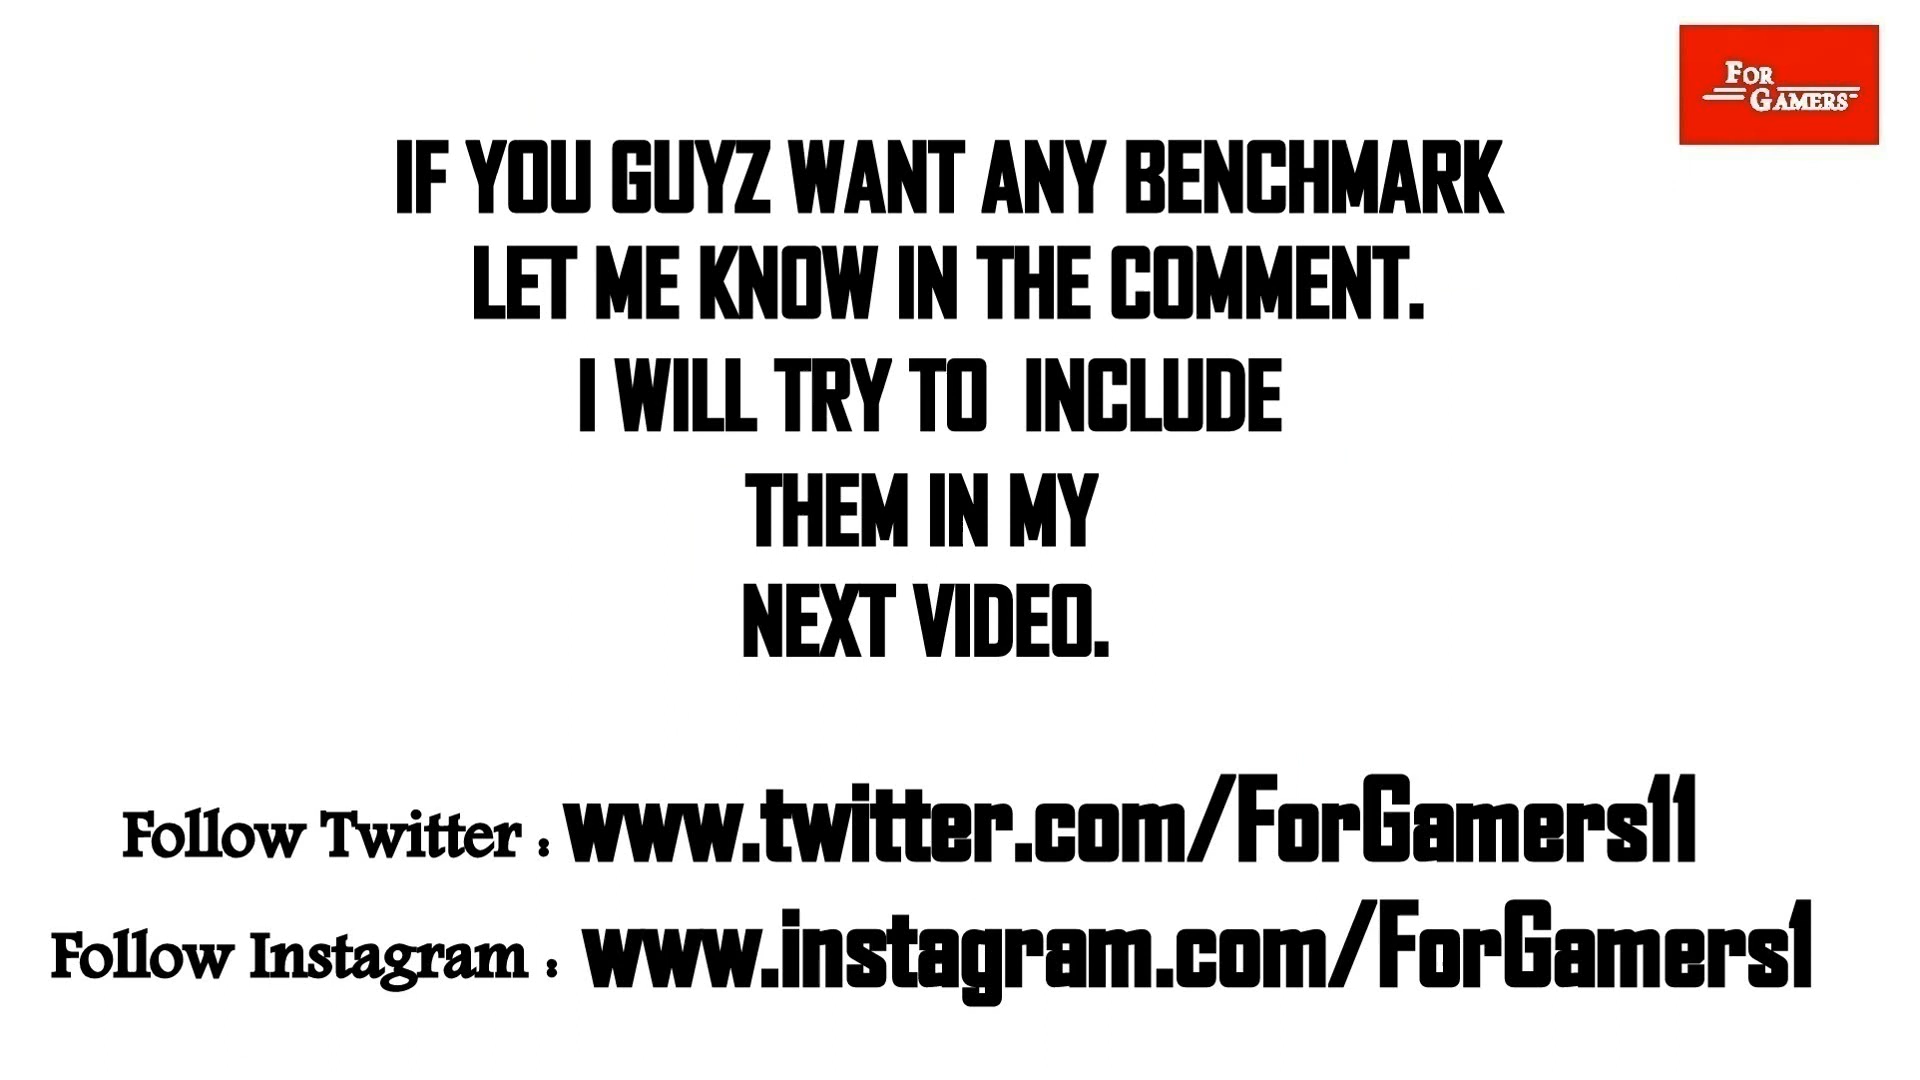 FOR
GAMERS
IF YOU GUYZ WANT ANY BENCHMARK
LET ME KNOW IN THE COMMENT.
I WILL TRY TO INCLUDE
THEM IN MY
NEXT VIDEO.
Follow Twitter : www.twitter.com/ForGamers11
Follow Instagram : www.instagram.com/ForGamers1